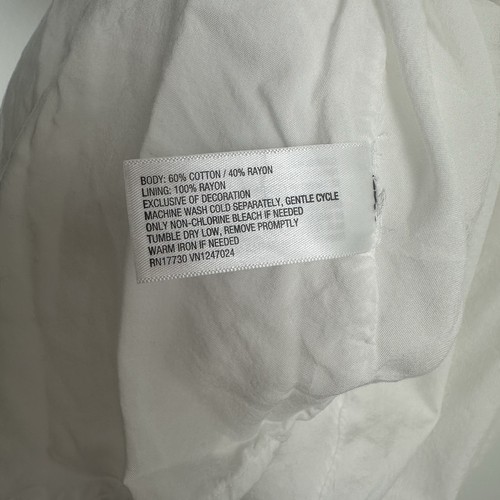 BODY: 60% COTTON / 40% RAYON
LINING: 100% RAYON
EXCLUSIVE OF DECORATION
MACHINE WASH COLD SEPARATELY, GENTLE CYCLE
ONLY NON-CHLORINE BLEACH IF NEEDED
TUMBLE DRY LOW, REMOVE PROMPTLY
WARM IRON IF NEEDED
RN17730 VN1247024